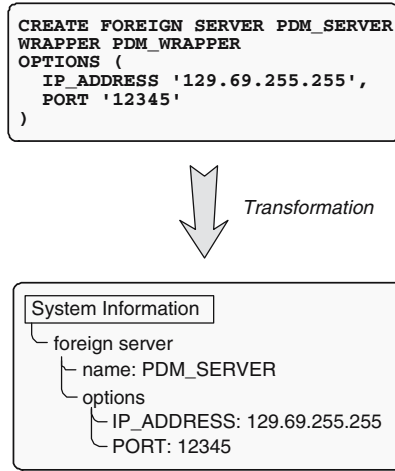 CREATE FOREIGN SERVER PDM_SERVER
WRAPPER PDM_WRAPPER
OPTIONS (
IP_ADDRESS '129.69.255.255',
PORT '12345'
)
Transformation
System Information
foreign server
name: PDM_SERVER
options
IP_ADDRESS: 129.69.255.255
PORT: 12345